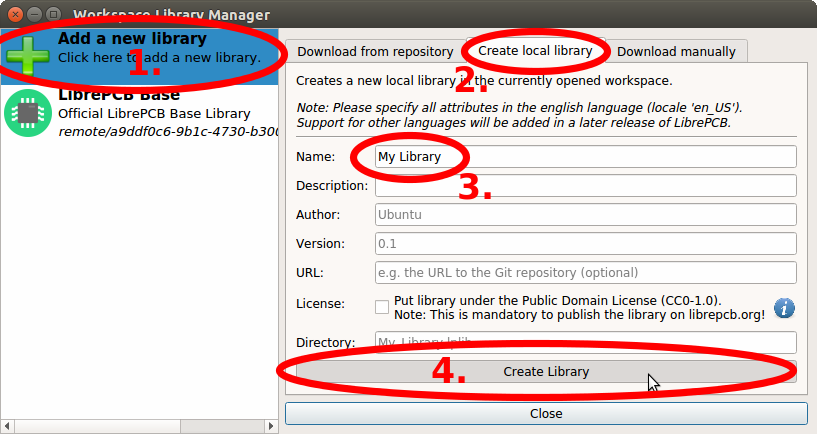 Workspace Library Manager
Add a new library
Click here to add a new library.
1.
LibrePCB Base
Official LibrePCB Base Library
remote/a9ddf0c6-9b1c-4730-b300
Download from repository
Create local library
Download manually
2.
Creates a new local library in the currently opened workspace.
Note: Please specify all attributes in the english language (locale 'en_US').
Support for other languages will be added in a later release of LibrePCB.
Name: My Library
3.
Description:
Author: Ubuntu
Version: 0.1
URL: e.g. the URL to the Git repository (optional)
License: Put library under the Public Domain License (CC0-1.0).
Note: This is mandatory to publish the library on librepcb.org!
Directory: My_Library.lplib
4.
Create Library
Close